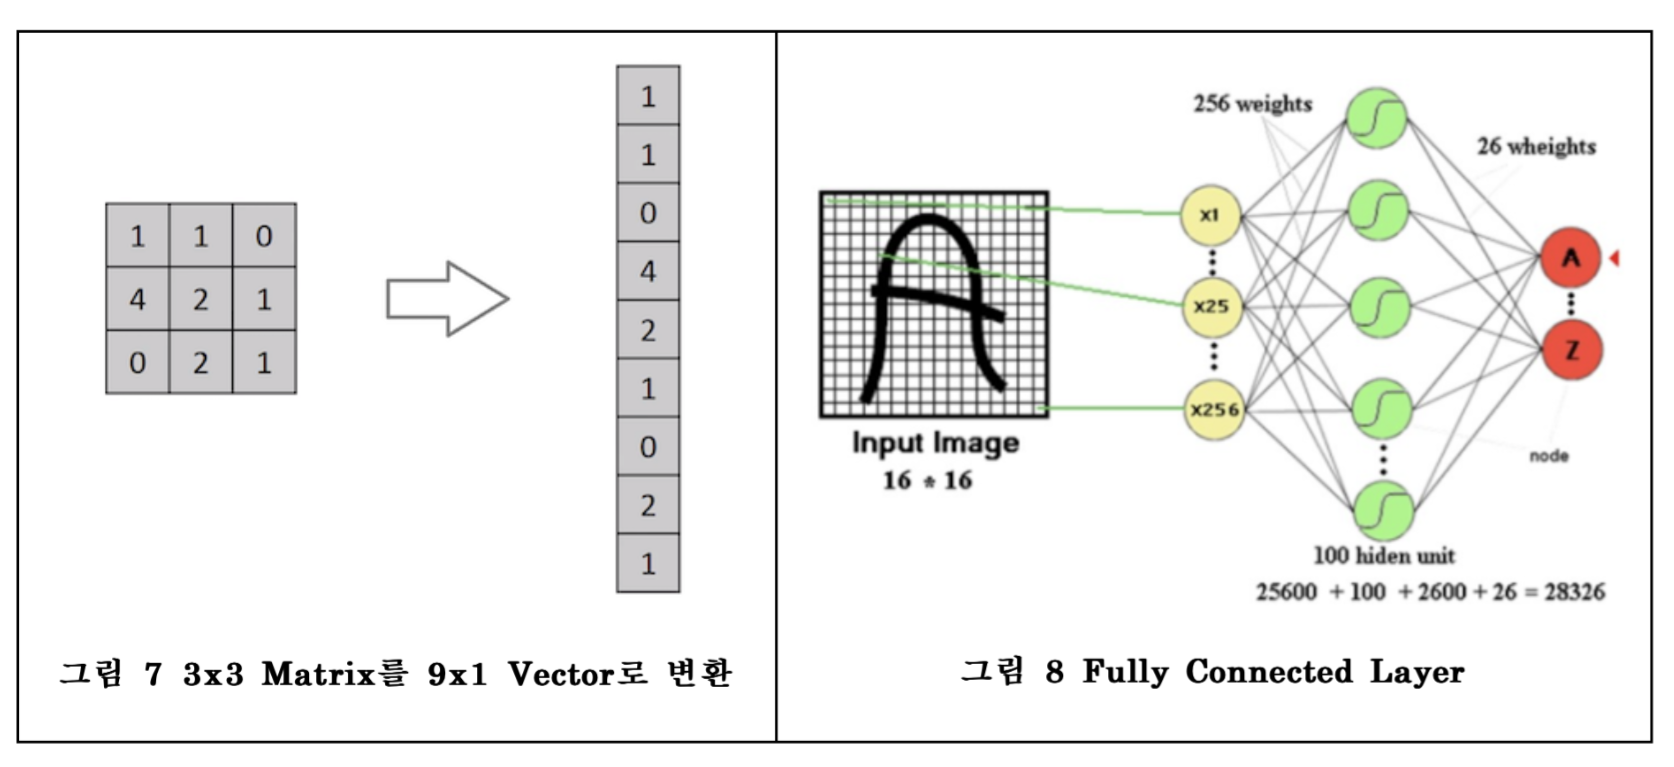 1 1 0
4 2 1
0 2 1
1
1
0
4
2
1
0
2
1
그림 7 3x3 Matrix를 9x1 Vector로 변환
256 weights
26 wheights
x1
x25
x256
A
Z
node
Input Image
16 * 16
100 hiden unit
25600 + 100 + 2600 + 26 = 28326
그림 8 Fully Connected Layer